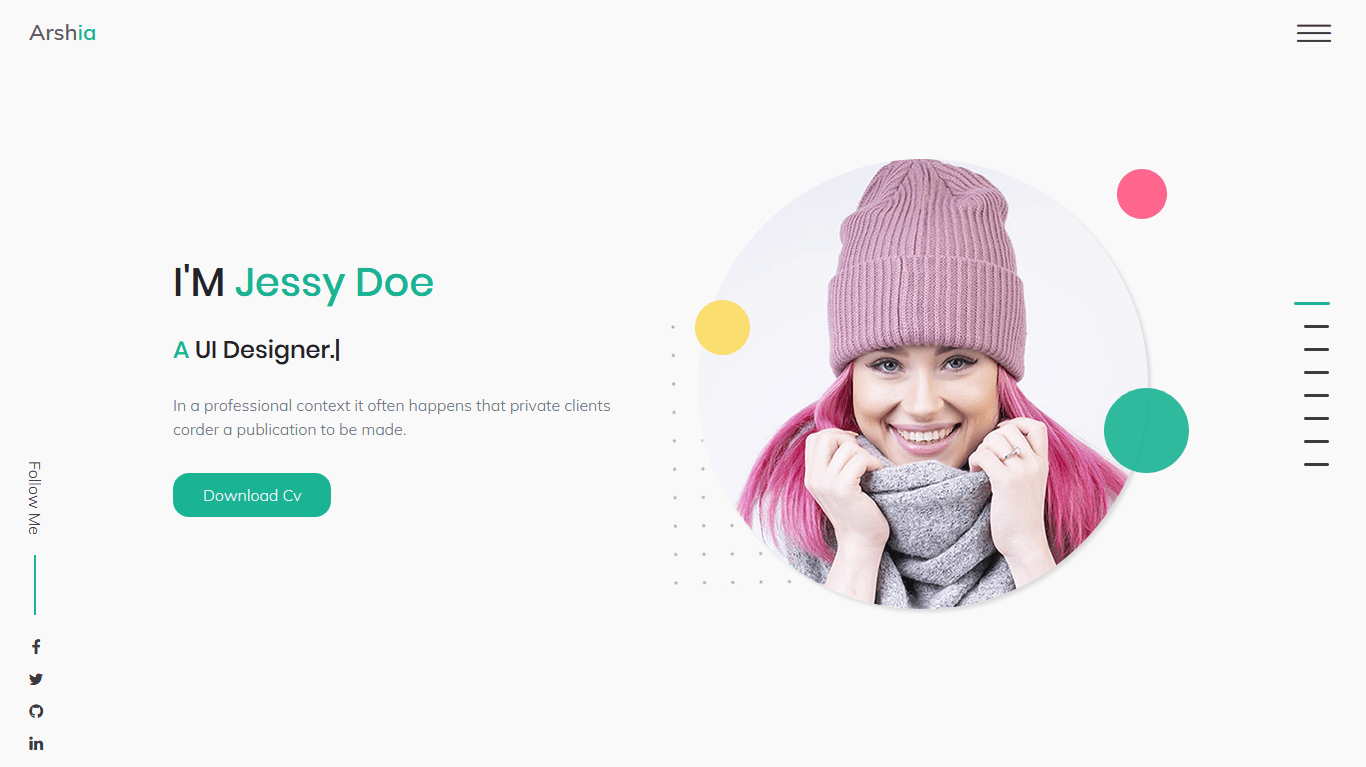 Arshia
I'M Jessy Doe
A UI Designer.|
In a professional context it often happens that private clients
corder a publication to be made.
Download Cv
Follow Me